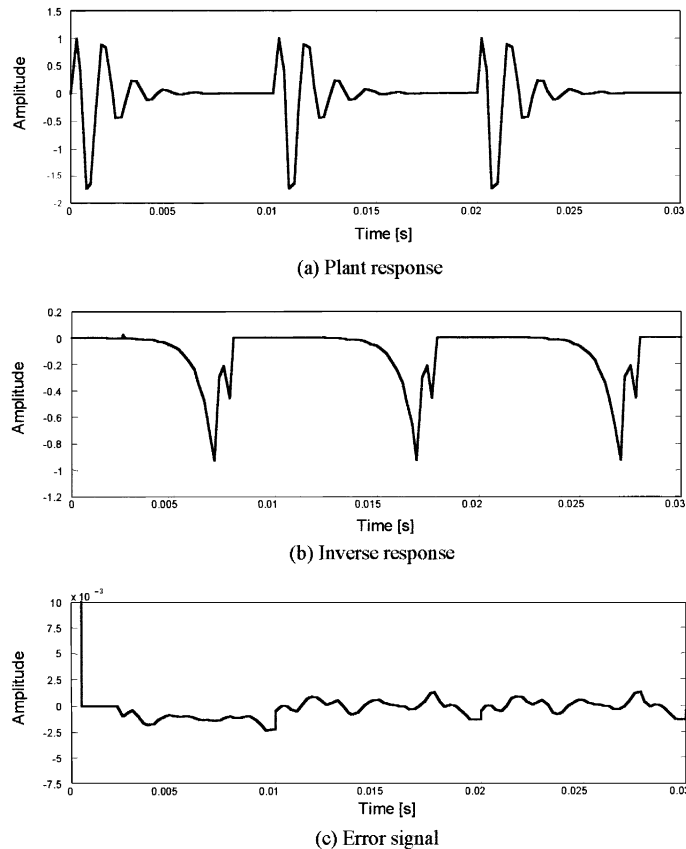 1.5
1
0.5
0
-0.5
-1
-1.5
-2
Amplitude
0 0.005 0.01 0.015 0.02 0.025 0.03
Time [s]
(a) Plant response
0.2
0
-0.2
-0.4
-0.6
-0.8
-1
-1.2
Amplitude
0 0.005 0.01 0.015 0.02 0.025 0.03
Time [s]
(b) Inverse response
x 10 -3
10
7.5
5
2.5
0
-2.5
-5
-7.5
Amplitude
0 0.005 0.01 0.015 0.02 0.025 0.03
Time [s]
(c) Error signal